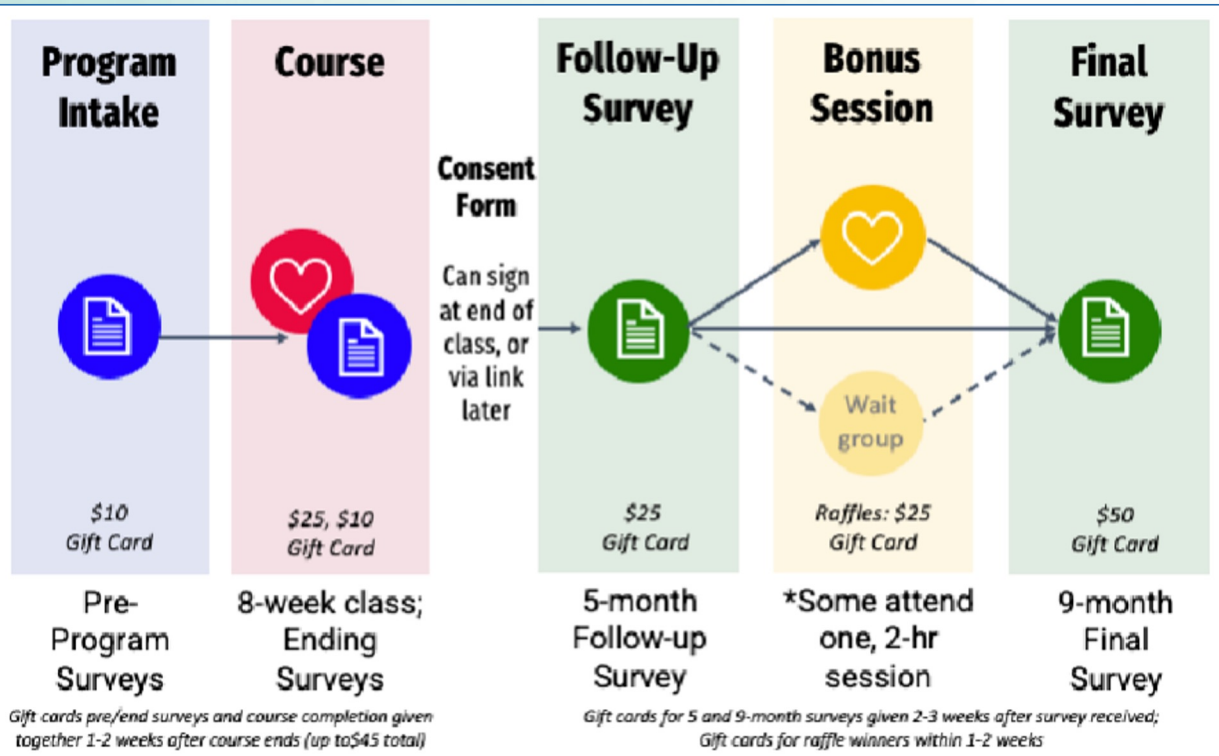 Program
Intake
Course
Follow-Up
Survey
Bonus
Session
Final
Survey
Consent
Form
Can sign
at end of
class, or
via link
later
Wait
group
$10
Gift Card
$25, $10
Gift Card
$25
Gift Card
Raffles: $25
Gift Card
$50
Gift Card
Pre-
Program
Surveys
8-week class;
Ending
Surveys
5-month
Follow-up
Survey
*Some attend
one, 2-hr
session
9-month
Final
Survey
Gift cards pre/end surveys and course completion given
together 1-2 weeks after course ends (up to$45 total)
Gift cards for 5 and 9-month surveys given 2-3 weeks after survey received;
Gift cards for raffle winners within 1-2 weeks